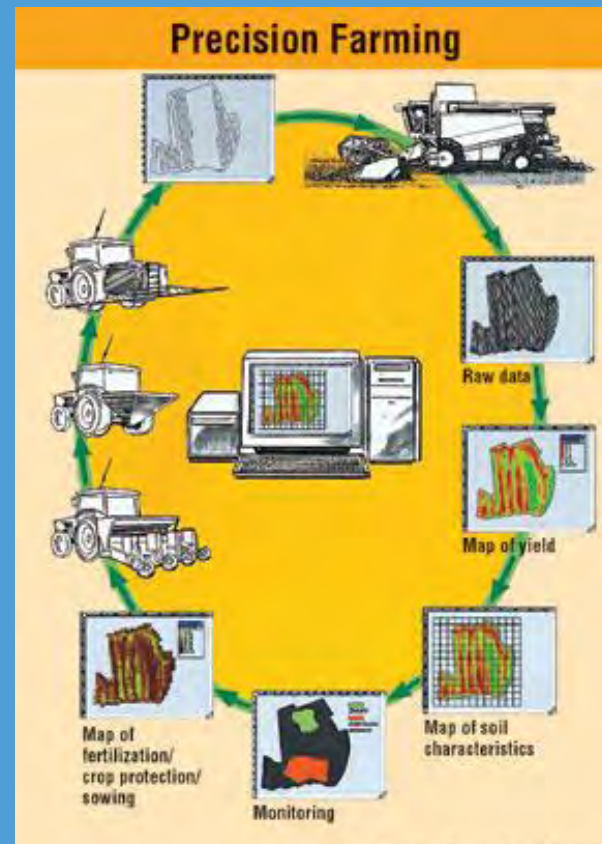 Precision Farming
Raw data
Map of yield
Map of soil
characteristics
Monitoring
Map of
fertilization/
crop protection/
sowing